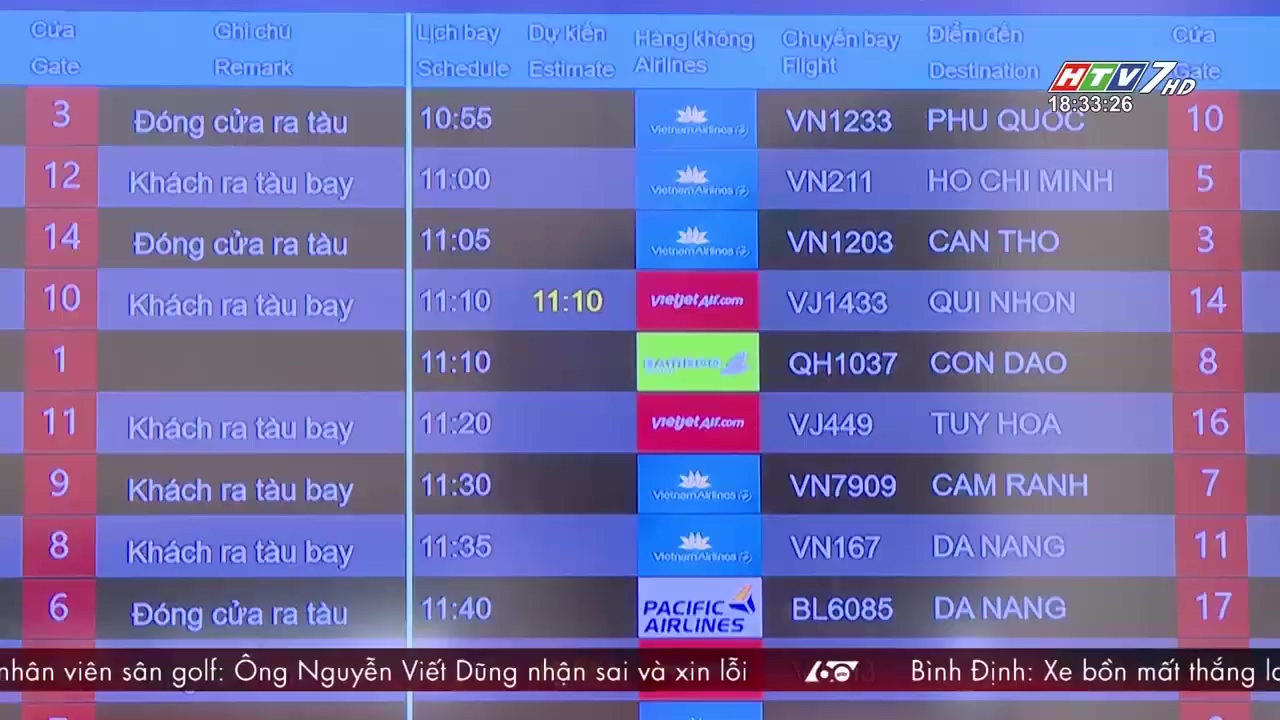 Cửa Ghi chú Lịch bay Dự kiến Hàng Không Chuyến bay Điểm đến Cửa
Gate Remark Schedule Estimate Airlines Flight Destination Gate
HTV7 HD
18:33:26
3 Đóng cửa ra tàu 10:55 Vietnam Airlines VN1233 PHU QUOC 10
12 Khách ra tàu bay 11:00 Vietnam Airlines VN211 HO CHI MINH 5
14 Đóng cửa ra tàu 11:05 Vietnam Airlines VN1203 CAN THO 3
10 Khách ra tàu bay 11:10 11:10 vietjetAir.com VJ1433 QUI NHON 14
1 11:10 QH1037 CON DAO 8
11 Khách ra tàu bay 11:20 vietjetAir.com VJ449 TUY HOA 16
9 Khách ra tàu bay 11:30 Vietnam Airlines VN7909 CAM RANH 7
8 Khách ra tàu bay 11:35 Vietnam Airlines VN167 DA NANG 11
6 Đóng cửa ra tàu 11:40 PACIFIC AIRLINES BL6085 DA NANG 17
nhân viên sân golf: Ông Nguyễn Viết Dũng nhận sai và xin lỗi 60 giây Bình Định: Xe bồn mất thắng